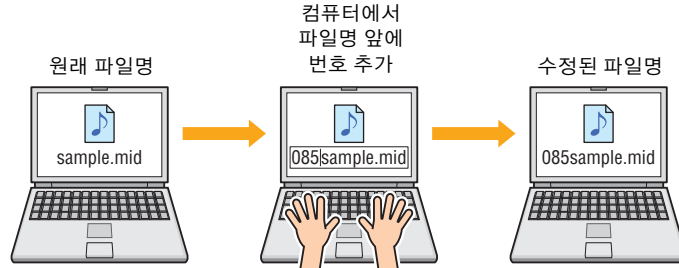 원래 파일명
sample.mid
컴퓨터에서
파일명 앞에
번호 추가
085sample.mid
수정된 파일명
085sample.mid